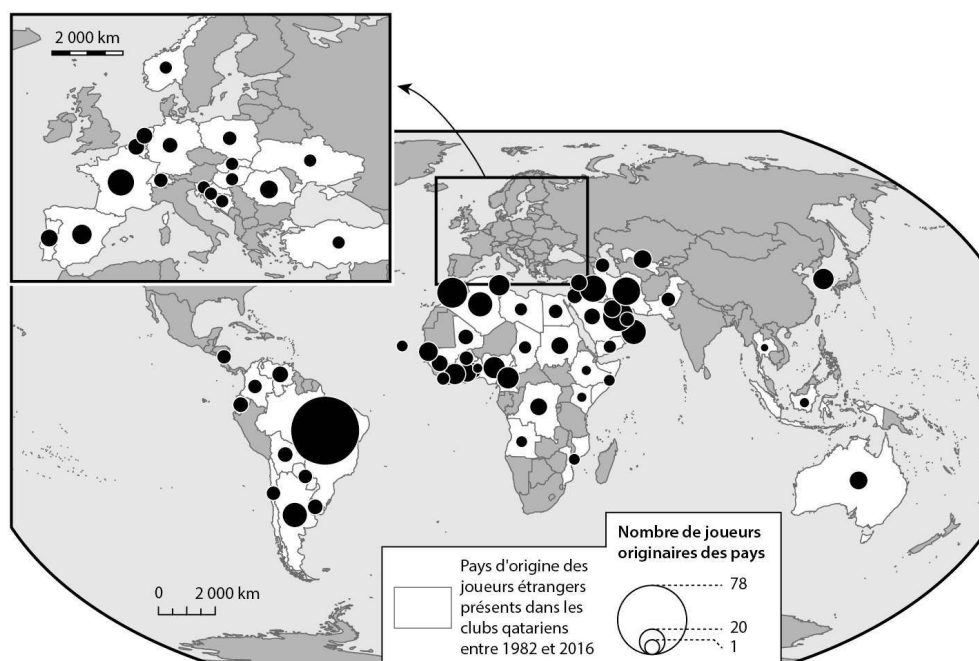 2 000 km
0 2 000 km
Pays d'origine des
joueurs étrangers
présents dans les
clubs qatariens
entre 1982 et 2016
Nombre de joueurs
originaires des pays
78
20
1